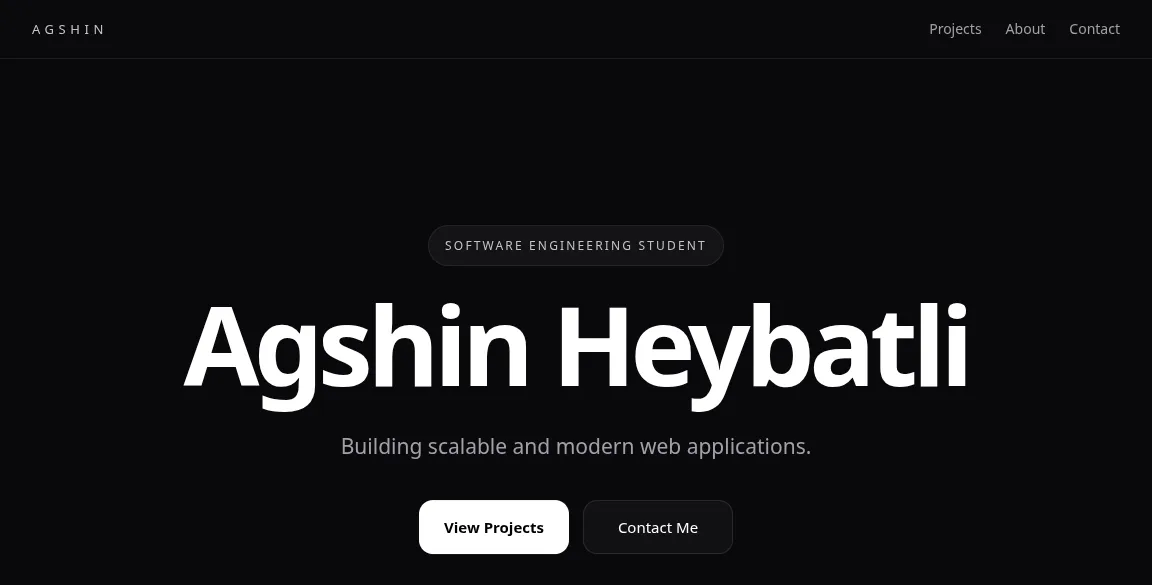 AGSHIN
Projects About Contact
SOFTWARE ENGINEERING STUDENT
Agshin Heybatli
Building scalable and modern web applications.
View Projects Contact Me